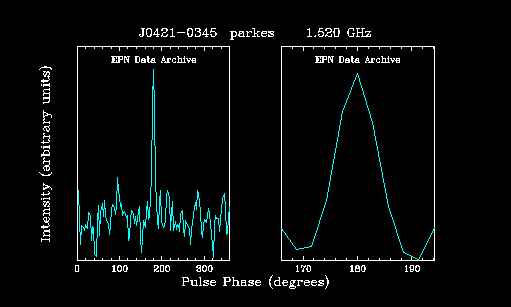 J0421-0345 parkes 1.520 GHz
EPN Data Archive EPN Data Archive
Intensity (arbitrary units)
0 100 200 300 170 180 190
Pulse Phase (degrees)